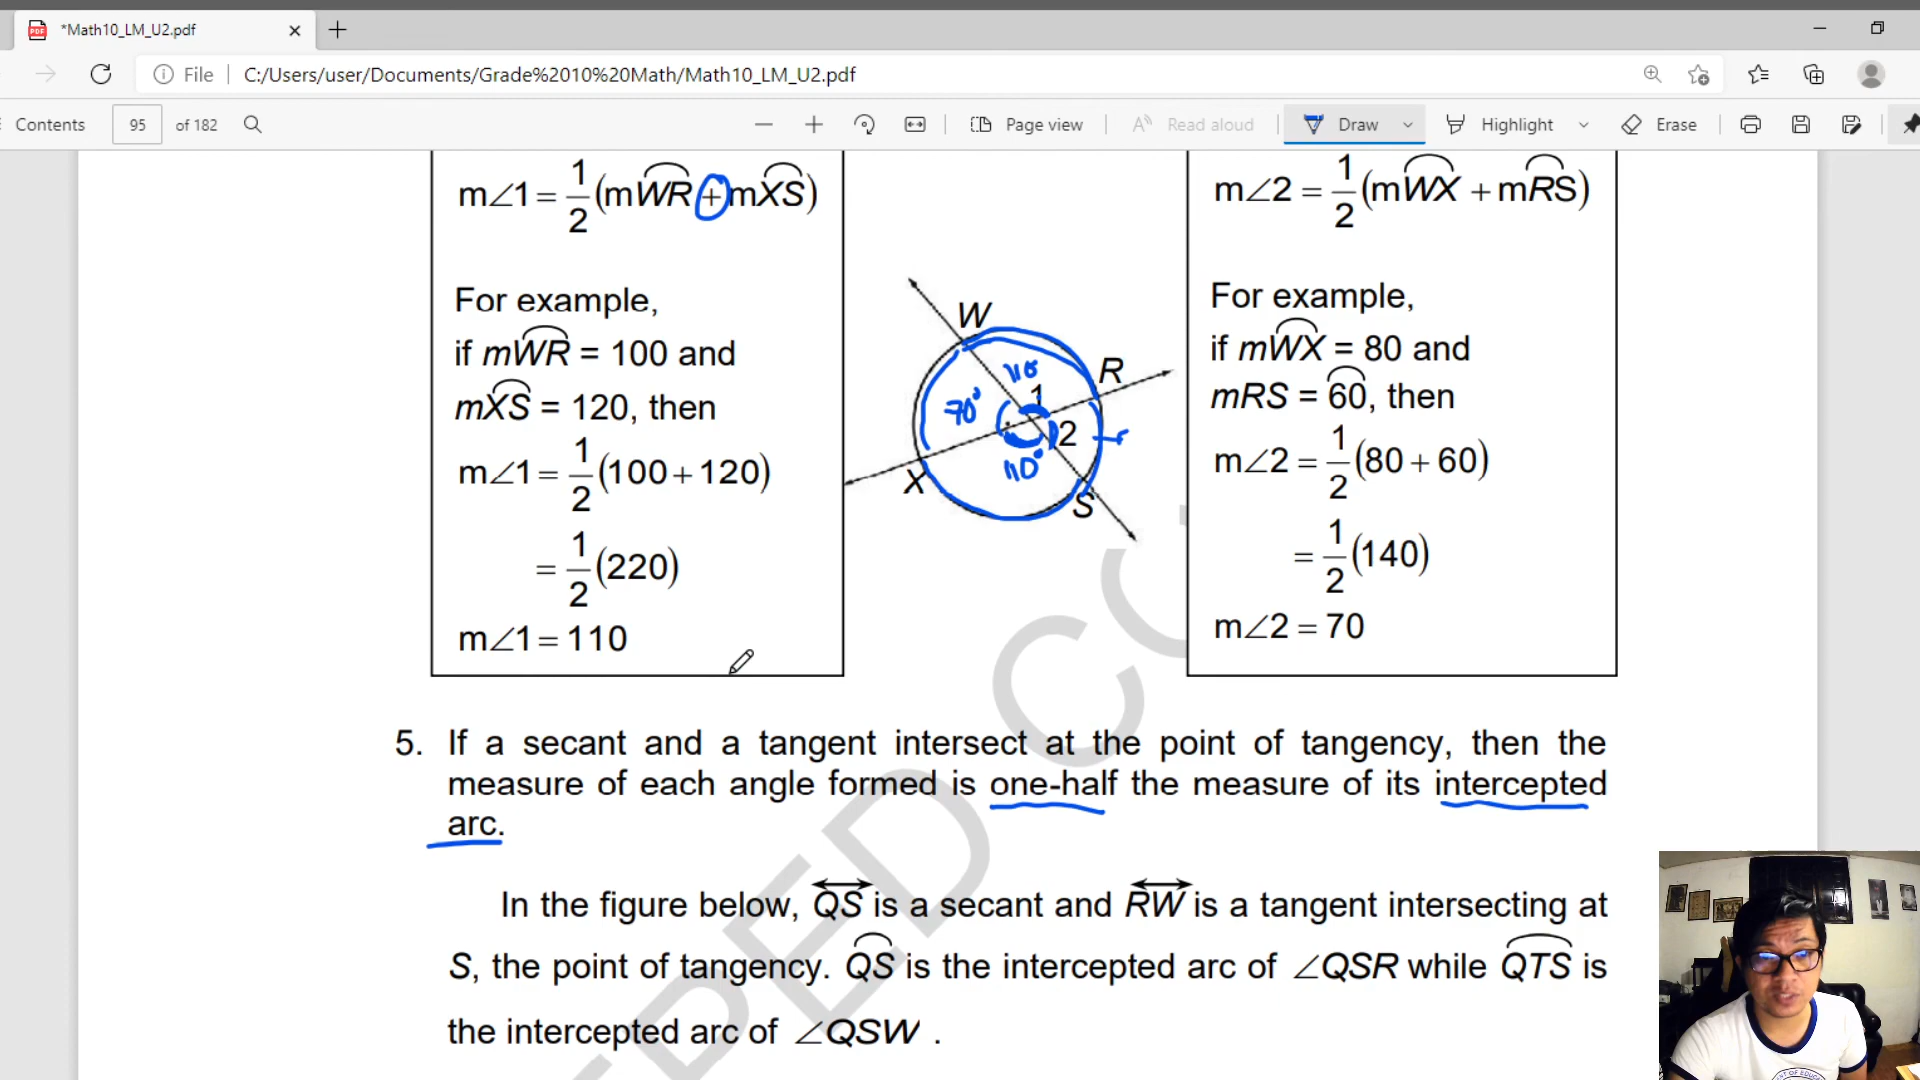 *Math10_LM_U2.pdf
File C:/Users/user/Documents/Grade%2010%20Math/Math10_LM_U2.pdf
Contents 95 of 182 Page view Read aloud Draw Highlight Erase
m∠1 = 1/2 (mWR + mXS)
For example,
if mWR = 100 and
mXS = 120, then
m∠1 = 1/2 (100 + 120)
= 1/2 (220)
m∠1 = 110
W
R
110
1
70°
2
110°
X
S
m∠2 = 1/2 (mWX + mRS)
For example,
if mWX = 80 and
mRS = 60, then
m∠2 = 1/2 (80 + 60)
= 1/2 (140)
m∠2 = 70
5. If a secant and a tangent intersect at the point of tangency, then the
measure of each angle formed is one-half the measure of its intercepted
arc.
In the figure below, QS is a secant and RW is a tangent intersecting at
S, the point of tangency. QS is the intercepted arc of ∠QSR while QTS is
the intercepted arc of ∠QSW .